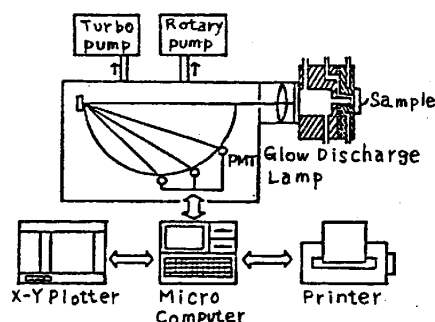 Turbo pump
Rotary pump
Sample
PMT
Glow Discharge Lamp
X-Y Plotter
Micro Computer
Printer